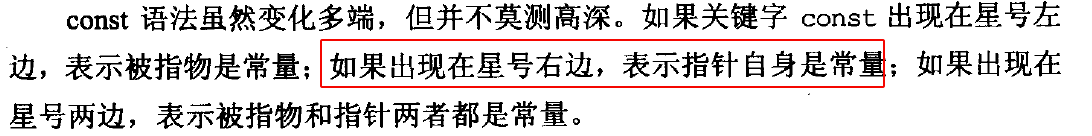 const 语法虽然变化多端，但并不莫测高深。如果关键字 const 出现在星号左
边，表示被指物是常量；如果出现在星号右边，表示指针自身是常量；如果出现在
星号两边，表示被指物和指针两者都是常量。